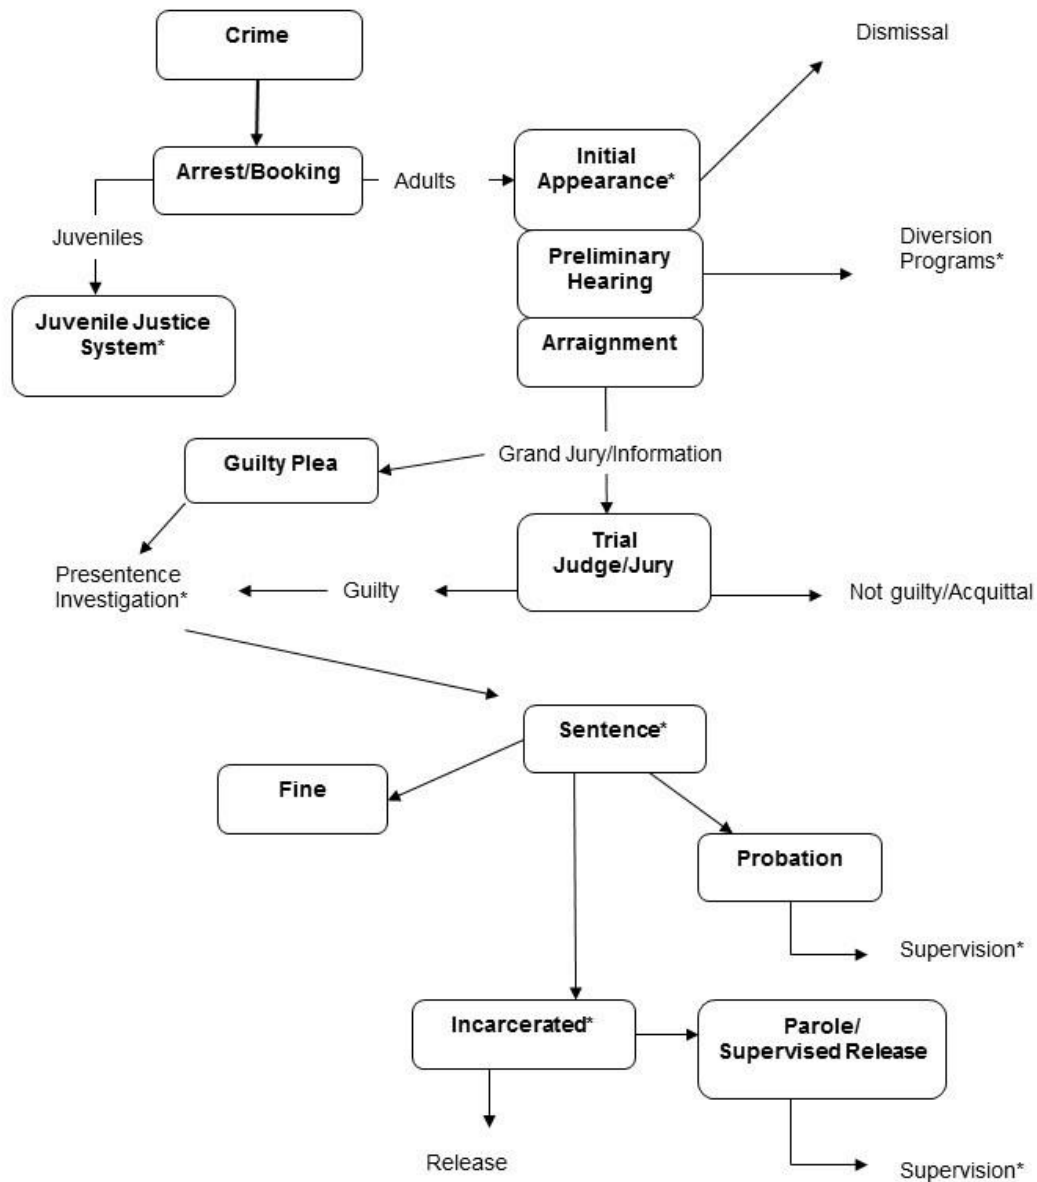 Crime
Dismissal
Arrest/Booking
Adults
Initial
Appearance*
Juveniles
Preliminary
Hearing
Diversion
Programs*
Juvenile Justice
System*
Arraignment
Guilty Plea
Grand Jury/Information
Trial
Judge/Jury
Presentence
Investigation*
Guilty
Not guilty/Acquittal
Sentence*
Fine
Probation
Supervision*
Incarcerated*
Parole/
Supervised Release
Release
Supervision*